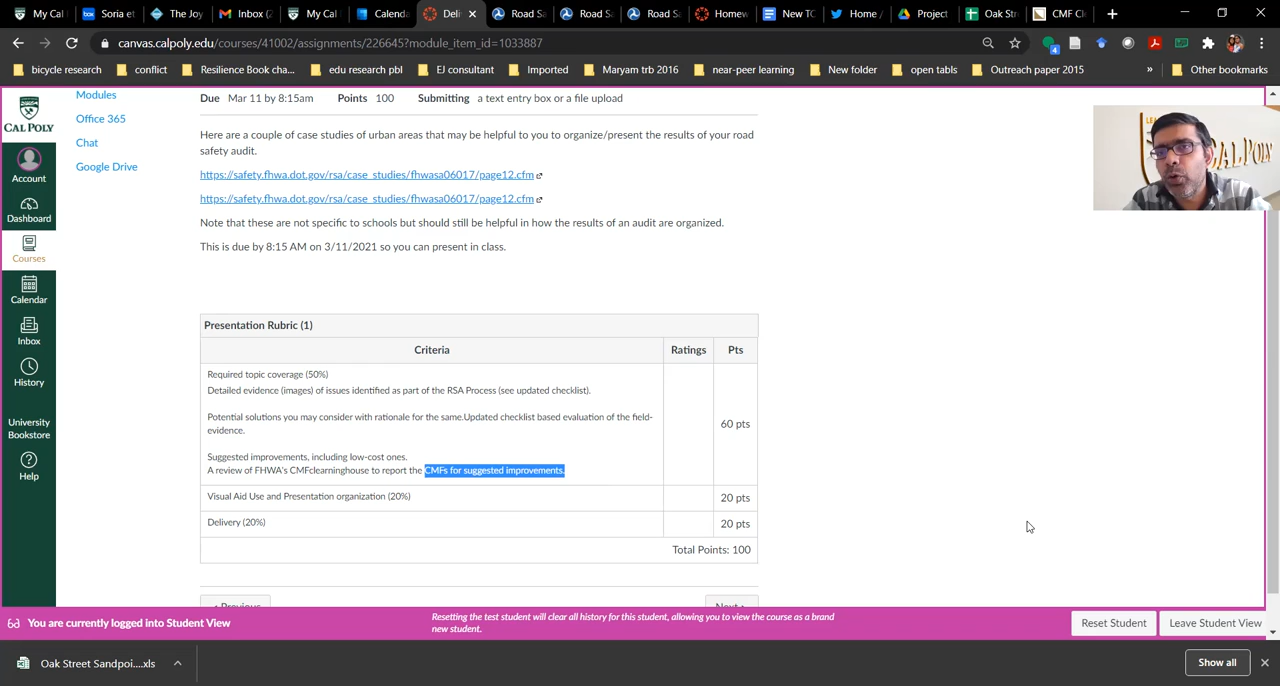 My Cal
Soria et
The Joy
Inbox (
My Cal
Calenda
Deli
Road Sa
Road Sa
Road Sa
Homew
New TC
Home /
Project
Oak Str
CMF Cle
canvas.calpoly.edu/courses/41002/assignments/226645?module_item_id=1033887
4
bicycle research
conflict
Resilience Book cha...
edu research pbl
EJ consultant
Imported
Maryam trb 2016
near-peer learning
New folder
open tabs
Outreach paper 2015
»
Other bookmarks
CAL POLY
Account
Dashboard
Courses
Calendar
Inbox
History
University
Bookstore
Help
Modules
Office 365
Chat
Google Drive
Due Mar 11 by 8:15am Points 100 Submitting a text entry box or a file upload
Here are a couple of case studies of urban areas that may be helpful to you to organize/present the results of your road
safety audit.
https://safety.fhwa.dot.gov/rsa/case_studies/fhwasa06017/page12.cfm
https://safety.fhwa.dot.gov/rsa/case_studies/fhwasa06017/page12.cfm
Note that these are not specific to schools but should still be helpful in how the results of an audit are organized.
This is due by 8:15 AM on 3/11/2021 so you can present in class.
Presentation Rubric (1)
Criteria Ratings Pts
Required topic coverage (50%)
Detailed evidence (images) of issues identified as part of the RSA Process (see updated checklist).
Potential solutions you may consider with rationale for the same.Updated checklist based evaluation of the field-
evidence.
Suggested improvements, including low-cost ones.
A review of FHWA's CMFclearninghouse to report the CMFs for suggested improvements.
60 pts
Visual Aid Use and Presentation organization (20%) 20 pts
Delivery (20%) 20 pts
Total Points: 100
‹ Previous
Next ›
CAL POLY
You are currently logged into Student View
Resetting the test student will clear all history for this student, allowing you to view the course as a brand
new student.
Reset Student
Leave Student View
Oak Street Sandpoi....xls
Show all